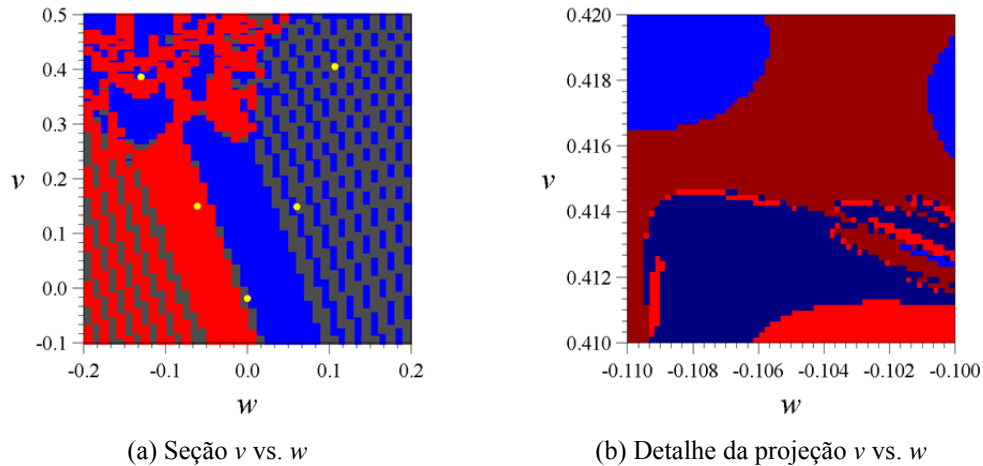 0.5
0.4
0.3
v 0.2
0.1
0.0
-0.1
-0.2 -0.1 0.0 0.1 0.2
w
(a) Seção v vs. w
0.420
0.418
0.416
v
0.414
0.412
0.410
-0.110 -0.108 -0.106 -0.104 -0.102 -0.100
w
(b) Detalhe da projeção v vs. w